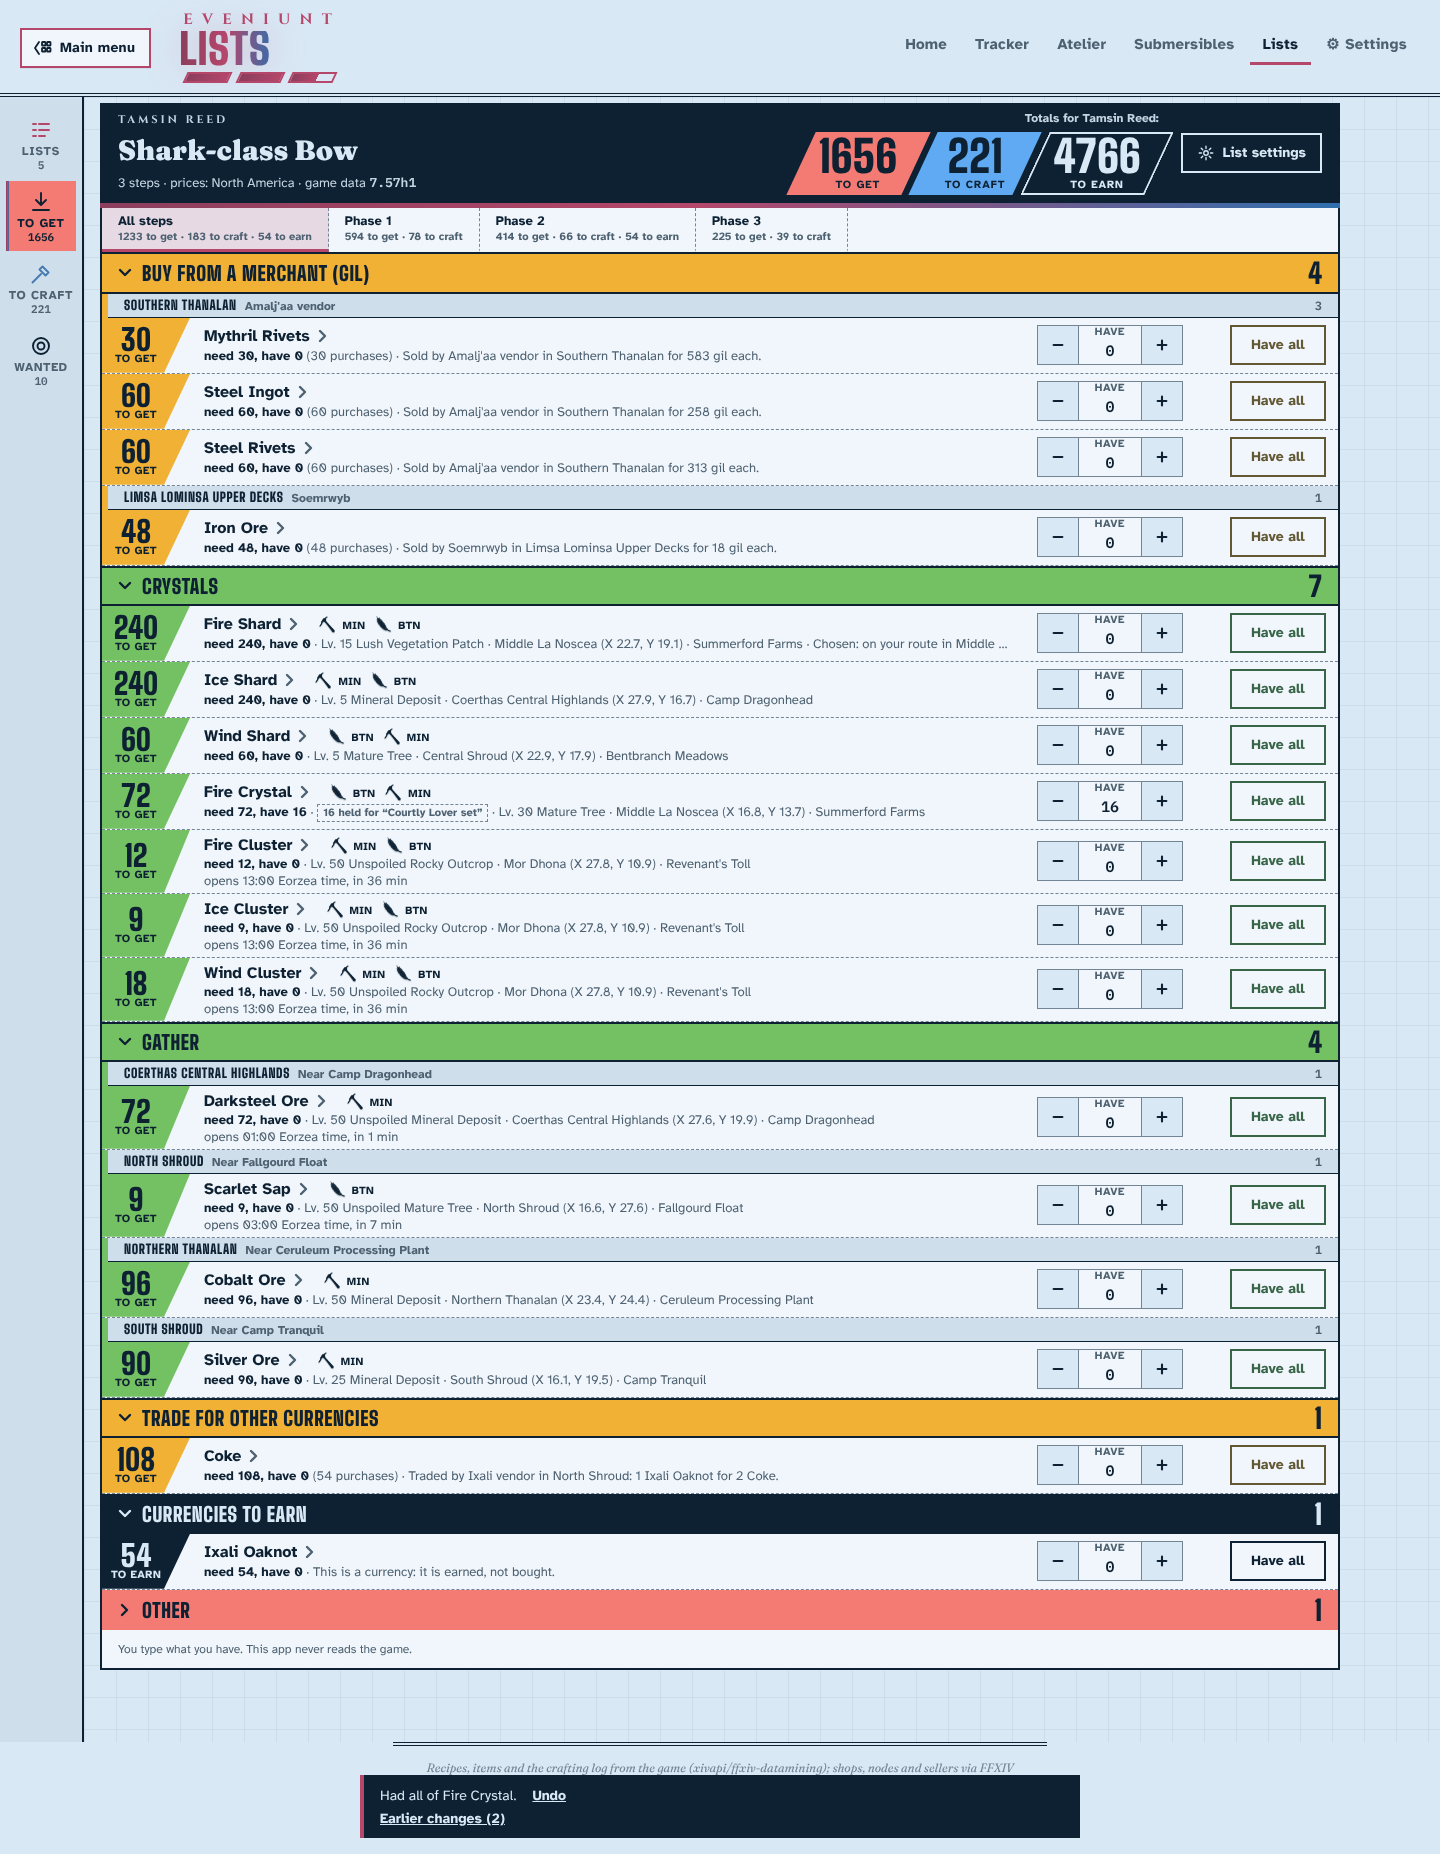 Main menu
EVENIUNT
LISTS
Home
Tracker
Atelier
Submersibles
Lists
Settings
LISTS
5
TO GET
1656
TO CRAFT
221
WANTED
10
TAMSIN REED
Shark-class Bow
3 steps · prices: North America · game data 7.57h1
Totals for Tamsin Reed:
1656
TO GET
221
TO CRAFT
4766
TO EARN
List settings
All steps
1233 to get · 183 to craft · 54 to earn
Phase 1
594 to get · 78 to craft
Phase 2
414 to get · 66 to craft · 54 to earn
Phase 3
225 to get · 39 to craft
BUY FROM A MERCHANT (GIL)
4
SOUTHERN THANALAN Amalj'aa vendor
3
30
TO GET
Mythril Rivets
need 30, have 0 (30 purchases) · Sold by Amalj'aa vendor in Southern Thanalan for 583 gil each.
− HAVE 0 +
Have all
60
TO GET
Steel Ingot
need 60, have 0 (60 purchases) · Sold by Amalj'aa vendor in Southern Thanalan for 258 gil each.
− HAVE 0 +
Have all
60
TO GET
Steel Rivets
need 60, have 0 (60 purchases) · Sold by Amalj'aa vendor in Southern Thanalan for 313 gil each.
− HAVE 0 +
Have all
LIMSA LOMINSA UPPER DECKS Soemrwyb
1
48
TO GET
Iron Ore
need 48, have 0 (48 purchases) · Sold by Soemrwyb in Limsa Lominsa Upper Decks for 18 gil each.
− HAVE 0 +
Have all
CRYSTALS
7
240
TO GET
Fire Shard MIN BTN
need 240, have 0 · Lv. 15 Lush Vegetation Patch · Middle La Noscea (X 22.7, Y 19.1) · Summerford Farms · Chosen: on your route in Middle ...
− HAVE 0 +
Have all
240
TO GET
Ice Shard MIN BTN
need 240, have 0 · Lv. 5 Mineral Deposit · Coerthas Central Highlands (X 27.9, Y 16.7) · Camp Dragonhead
− HAVE 0 +
Have all
60
TO GET
Wind Shard BTN MIN
need 60, have 0 · Lv. 5 Mature Tree · Central Shroud (X 22.9, Y 17.9) · Bentbranch Meadows
− HAVE 0 +
Have all
72
TO GET
Fire Crystal BTN MIN
need 72, have 16 · 16 held for “Courtly Lover set” · Lv. 30 Mature Tree · Middle La Noscea (X 16.8, Y 13.7) · Summerford Farms
− HAVE 16 +
Have all
12
TO GET
Fire Cluster MIN BTN
need 12, have 0 · Lv. 50 Unspoiled Rocky Outcrop · Mor Dhona (X 27.8, Y 10.9) · Revenant's Toll
opens 13:00 Eorzea time, in 36 min
− HAVE 0 +
Have all
9
TO GET
Ice Cluster MIN BTN
need 9, have 0 · Lv. 50 Unspoiled Rocky Outcrop · Mor Dhona (X 27.8, Y 10.9) · Revenant's Toll
opens 13:00 Eorzea time, in 36 min
− HAVE 0 +
Have all
18
TO GET
Wind Cluster MIN BTN
need 18, have 0 · Lv. 50 Unspoiled Rocky Outcrop · Mor Dhona (X 27.8, Y 10.9) · Revenant's Toll
opens 13:00 Eorzea time, in 36 min
− HAVE 0 +
Have all
GATHER
4
COERTHAS CENTRAL HIGHLANDS Near Camp Dragonhead
1
72
TO GET
Darksteel Ore MIN
need 72, have 0 · Lv. 50 Unspoiled Mineral Deposit · Coerthas Central Highlands (X 27.6, Y 19.9) · Camp Dragonhead
opens 01:00 Eorzea time, in 1 min
− HAVE 0 +
Have all
NORTH SHROUD Near Fallgourd Float
1
9
TO GET
Scarlet Sap BTN
need 9, have 0 · Lv. 50 Unspoiled Mature Tree · North Shroud (X 16.6, Y 27.6) · Fallgourd Float
opens 03:00 Eorzea time, in 7 min
− HAVE 0 +
Have all
NORTHERN THANALAN Near Ceruleum Processing Plant
1
96
TO GET
Cobalt Ore MIN
need 96, have 0 · Lv. 50 Mineral Deposit · Northern Thanalan (X 23.4, Y 24.4) · Ceruleum Processing Plant
− HAVE 0 +
Have all
SOUTH SHROUD Near Camp Tranquil
1
90
TO GET
Silver Ore MIN
need 90, have 0 · Lv. 25 Mineral Deposit · South Shroud (X 16.1, Y 19.5) · Camp Tranquil
− HAVE 0 +
Have all
TRADE FOR OTHER CURRENCIES
1
108
TO GET
Coke
need 108, have 0 (54 purchases) · Traded by Ixali vendor in North Shroud: 1 Ixali Oaknot for 2 Coke.
− HAVE 0 +
Have all
CURRENCIES TO EARN
1
54
TO EARN
Ixali Oaknot
need 54, have 0 · This is a currency: it is earned, not bought.
− HAVE 0 +
Have all
OTHER
1
You type what you have. This app never reads the game.
Recipes, items and the crafting log from the game (xivapi/ffxiv-datamining); shops, nodes and sellers via FFXIV
Had all of Fire Crystal. Undo
Earlier changes (2)